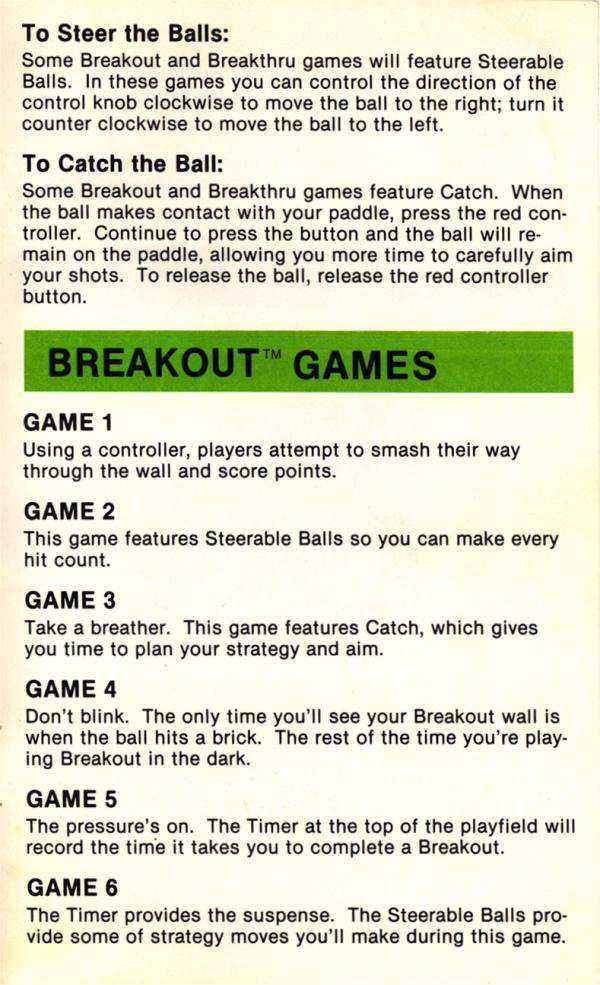 To Steer the Balls:
Some Breakout and Breakthru games will feature Steerable
Balls. In these games you can control the direction of the
control knob clockwise to move the ball to the right; turn it
counter clockwise to move the ball to the left.
To Catch the Ball:
Some Breakout and Breakthru games feature Catch. When
the ball makes contact with your paddle, press the red con-
troller. Continue to press the button and the ball will re-
main on the paddle, allowing you more time to carefully aim
your shots. To release the ball, release the red controller
button.
BREAKOUT™ GAMES
GAME 1
Using a controller, players attempt to smash their way
through the wall and score points.
GAME 2
This game features Steerable Balls so you can make every
hit count.
GAME 3
Take a breather. This game features Catch, which gives
you time to plan your strategy and aim.
GAME 4
Don't blink. The only time you'll see your Breakout wall is
when the ball hits a brick. The rest of the time you're play-
ing Breakout in the dark.
GAME 5
The pressure's on. The Timer at the top of the playfield will
record the time it takes you to complete a Breakout.
GAME 6
The Timer provides the suspense. The Steerable Balls pro-
vide some of strategy moves you'll make during this game.